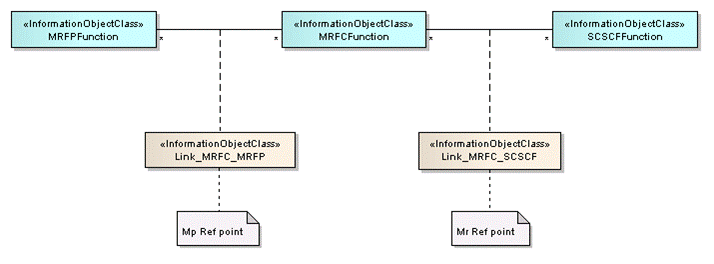 «InformationObjectClass»
MRFPFunction
«InformationObjectClass»
MRFCFunction
«InformationObjectClass»
SCSCFFunction
*
*
*
*
«InformationObjectClass»
Link_MRFC_MRFP
«InformationObjectClass»
Link_MRFC_SCSCF
Mp Ref point
Mr Ref point